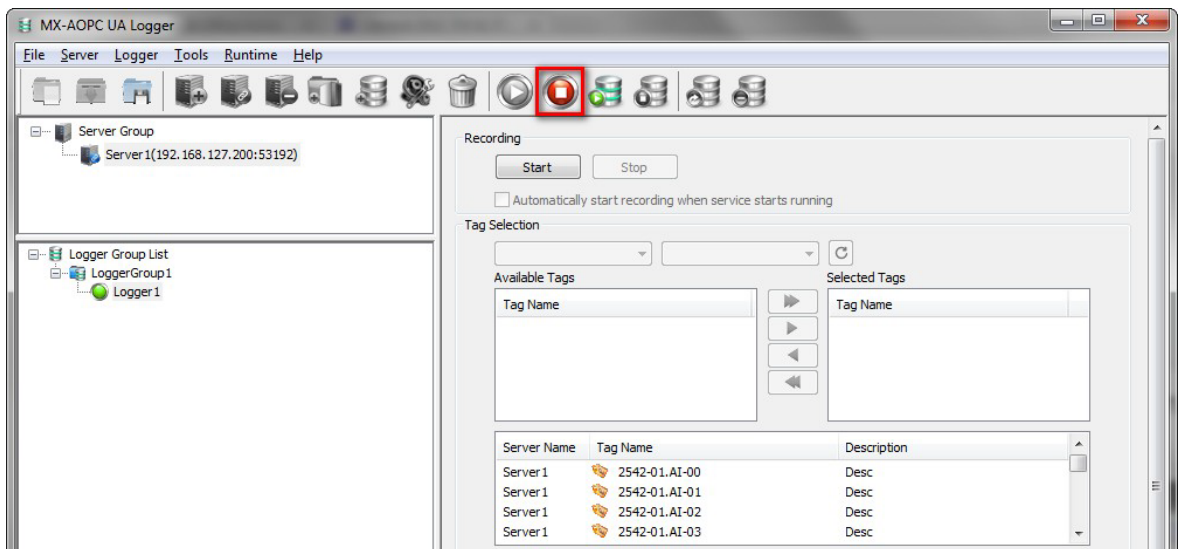 MX-AOPC UA Logger
File Server Logger Tools Runtime Help
Server Group
Server1(192.168.127.200:53192)
Logger Group List
LoggerGroup1
Logger1
Recording
Start Stop
Automatically start recording when service starts running
Tag Selection
Available Tags Selected Tags
Tag Name Tag Name
Server Name Tag Name Description
Server1 2542-01.AI-00 Desc
Server1 2542-01.AI-01 Desc
Server1 2542-01.AI-02 Desc
Server1 2542-01.AI-03 Desc